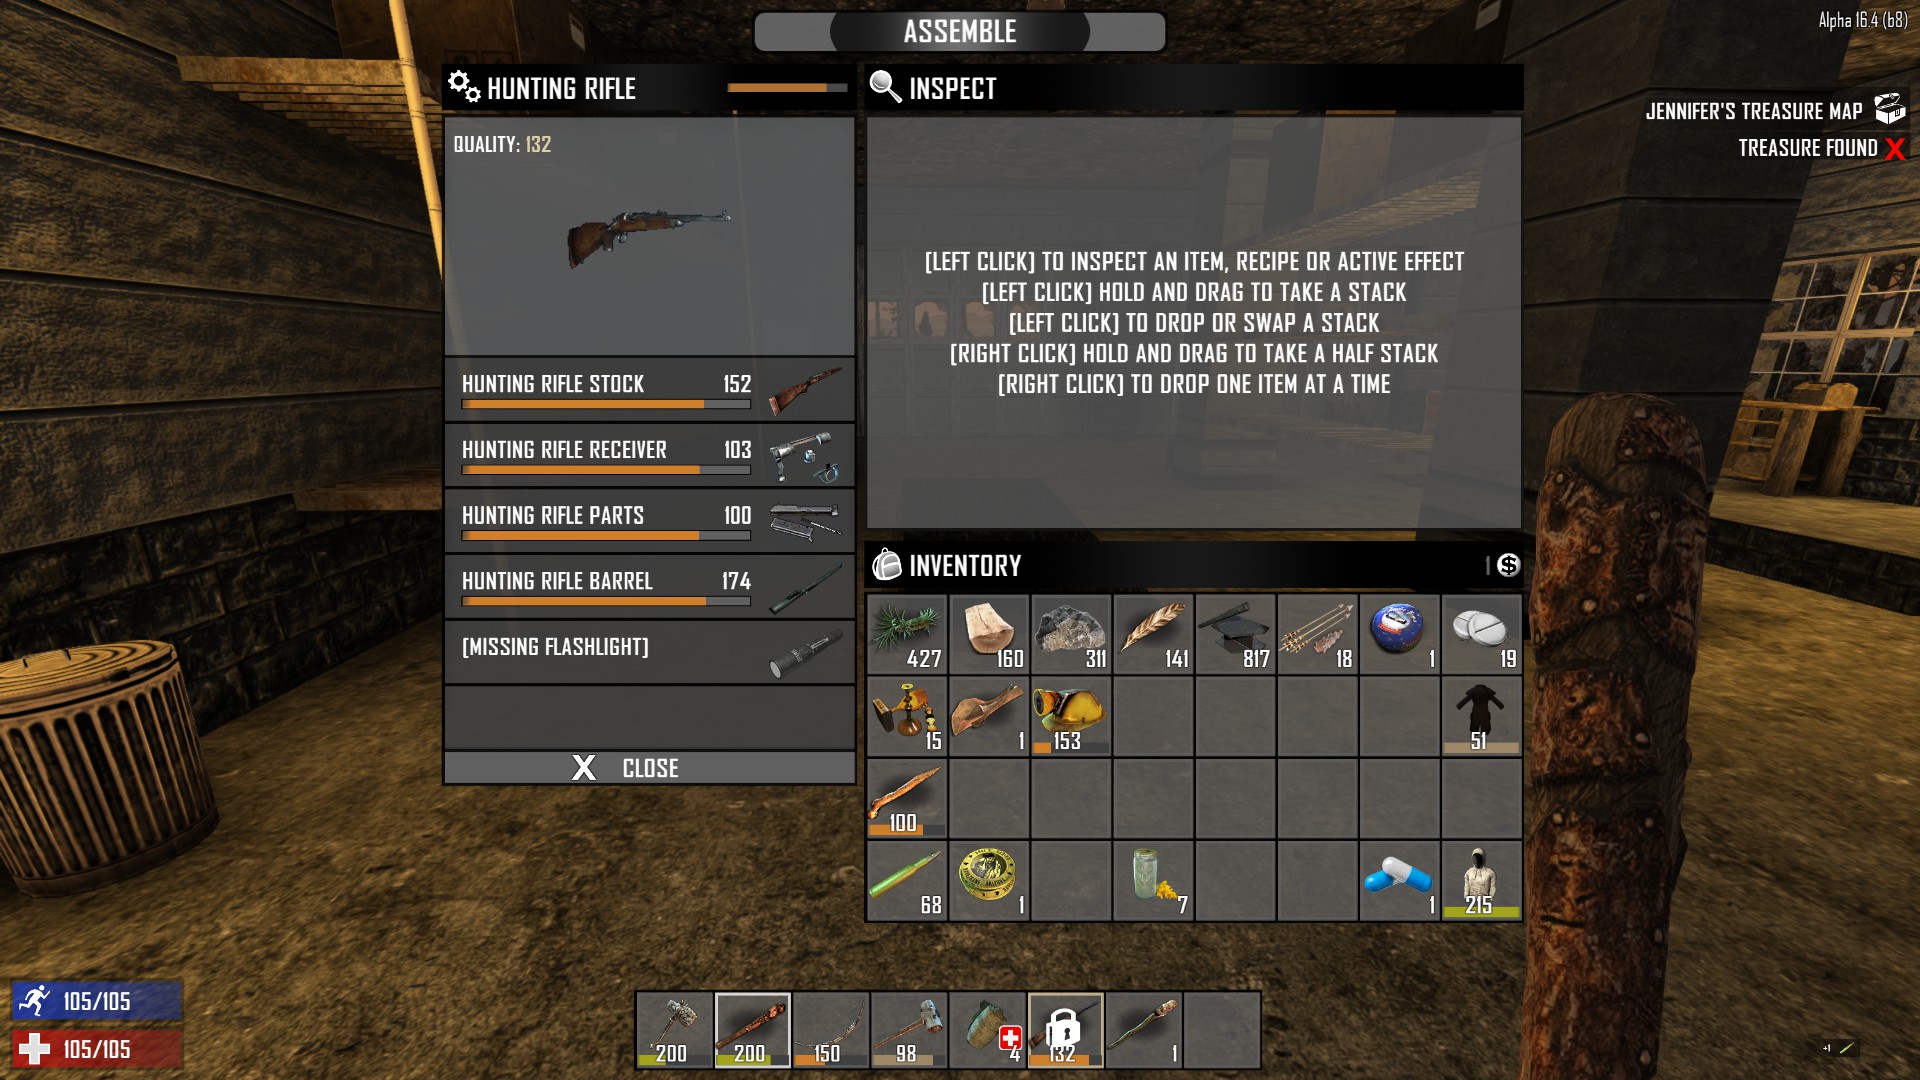 ASSEMBLE
Alpha 16.4 (b8)
HUNTING RIFLE
QUALITY: 132
HUNTING RIFLE STOCK 152
HUNTING RIFLE RECEIVER 103
HUNTING RIFLE PARTS 100
HUNTING RIFLE BARREL 174
[MISSING FLASHLIGHT]
X CLOSE
INSPECT
[LEFT CLICK] TO INSPECT AN ITEM, RECIPE OR ACTIVE EFFECT
[LEFT CLICK] HOLD AND DRAG TO TAKE A STACK
[LEFT CLICK] TO DROP OR SWAP A STACK
[RIGHT CLICK] HOLD AND DRAG TO TAKE A HALF STACK
[RIGHT CLICK] TO DROP ONE ITEM AT A TIME
JENNIFER'S TREASURE MAP
TREASURE FOUND X
INVENTORY 1 $
427 160 311 141 817 18 1 19
15 1 153 51
100
68 1 7 1 215
105/105
105/105
200 200 150 98 4 132 1
+1